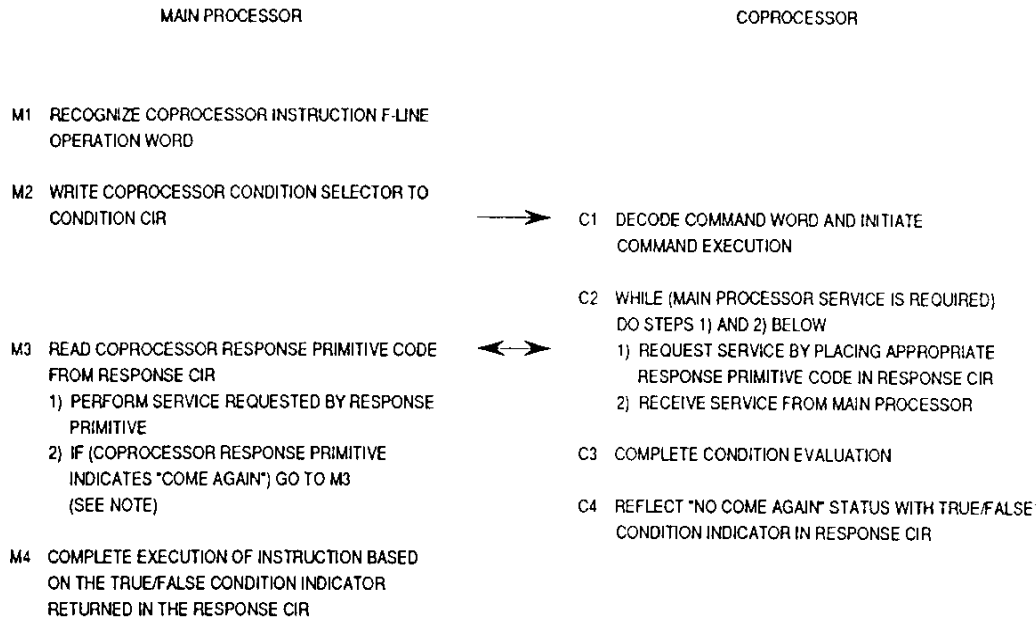 MAIN PROCESSOR
COPROCESSOR
M1 RECOGNIZE COPROCESSOR INSTRUCTION F-LINE
OPERATION WORD
M2 WRITE COPROCESSOR CONDITION SELECTOR TO
CONDITION CIR
C1 DECODE COMMAND WORD AND INITIATE
COMMAND EXECUTION
C2 WHILE (MAIN PROCESSOR SERVICE IS REQUIRED)
DO STEPS 1) AND 2) BELOW
1) REQUEST SERVICE BY PLACING APPROPRIATE
RESPONSE PRIMITIVE CODE IN RESPONSE CIR
2) RECEIVE SERVICE FROM MAIN PROCESSOR
M3 READ COPROCESSOR RESPONSE PRIMITIVE CODE
FROM RESPONSE CIR
1) PERFORM SERVICE REQUESTED BY RESPONSE
PRIMITIVE
2) IF (COPROCESSOR RESPONSE PRIMITIVE
INDICATES "COME AGAIN") GO TO M3
(SEE NOTE)
C3 COMPLETE CONDITION EVALUATION
C4 REFLECT "NO COME AGAIN" STATUS WITH TRUE/FALSE
CONDITION INDICATOR IN RESPONSE CIR
M4 COMPLETE EXECUTION OF INSTRUCTION BASED
ON THE TRUE/FALSE CONDITION INDICATOR
RETURNED IN THE RESPONSE CIR